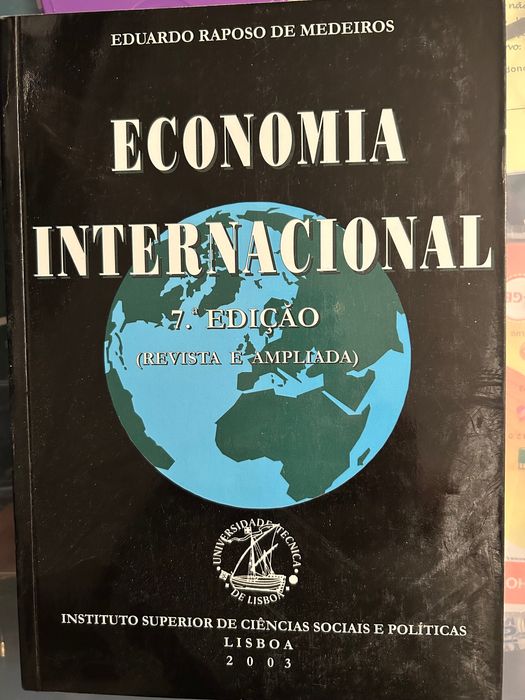 EDUARDO RAPOSO DE MEDEIROS
ECONOMIA
INTERNACIONAL
7.ª EDIÇÃO
(REVISTA E AMPLIADA)
UNIVERSIDADE TECNICA
DE LISBOA
INSTITUTO SUPERIOR DE CIÊNCIAS SOCIAIS E POLÍTICAS
LISBOA
2003